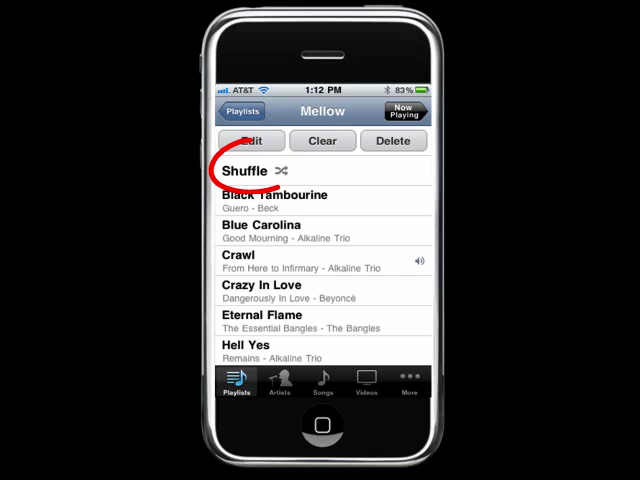 AT&T 1:12 PM 83%
Playlists Mellow Now Playing
Edit Clear Delete
Shuffle
Black Tambourine
Guero - Beck
Blue Carolina
Good Mourning - Alkaline Trio
Crawl
From Here to Infirmary - Alkaline Trio
Crazy In Love
Dangerously In Love - Beyoncé
Eternal Flame
The Essential Bangles - The Bangles
Hell Yes
Remains - Alkaline Trio
Playlists Artists Songs Videos More